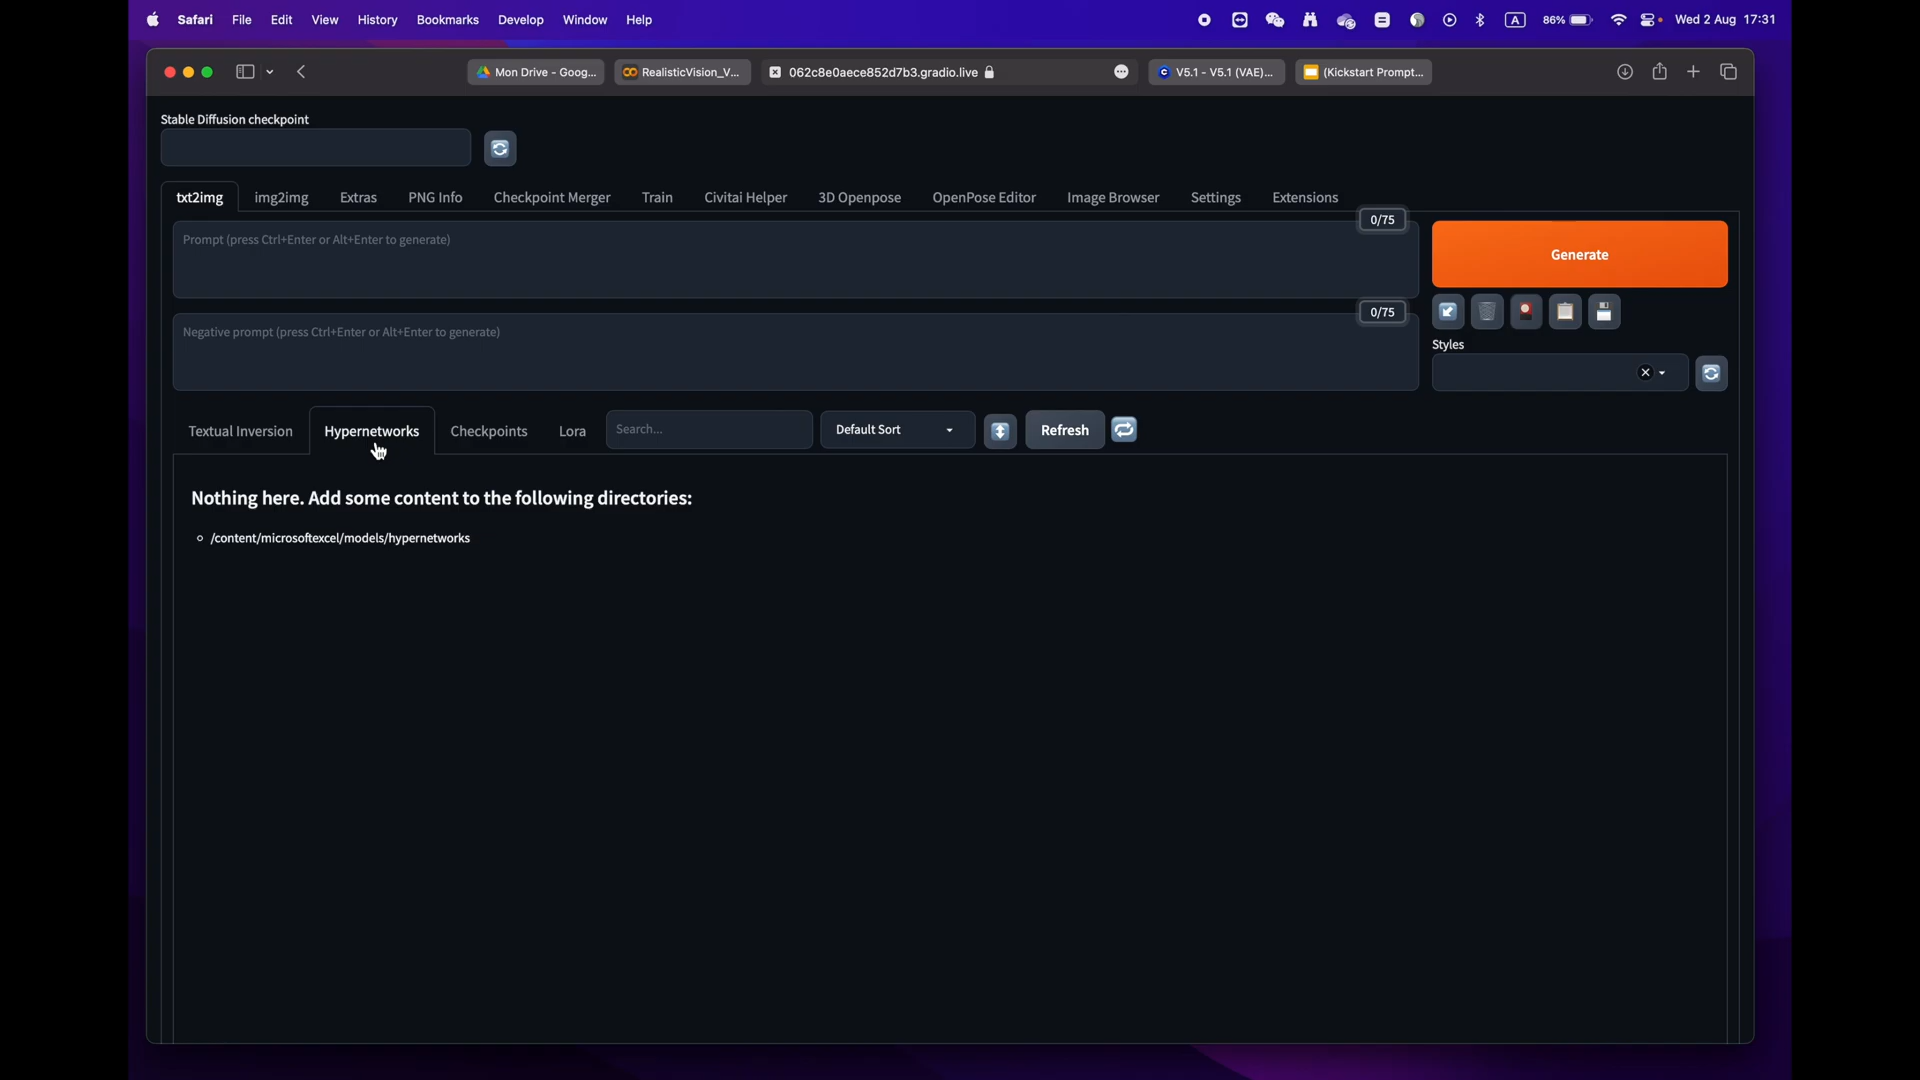 Safari File Edit View History Bookmarks Develop Window Help A 86% Wed 2 Aug 17:31
Mon Drive - Goog... RealisticVision_V... 062c8e0aece852d7b3.gradio.live V5.1 - V5.1 (VAE)... (Kickstart Prompt...
Stable Diffusion checkpoint
txt2img img2img Extras PNG Info Checkpoint Merger Train Civitai Helper 3D Openpose OpenPose Editor Image Browser Settings Extensions
0/75
Prompt (press Ctrl+Enter or Alt+Enter to generate)
Generate
0/75
Negative prompt (press Ctrl+Enter or Alt+Enter to generate)
Styles
Textual Inversion Hypernetworks Checkpoints Lora Search... Default Sort Refresh
Nothing here. Add some content to the following directories:
/content/microsoftexcel/models/hypernetworks